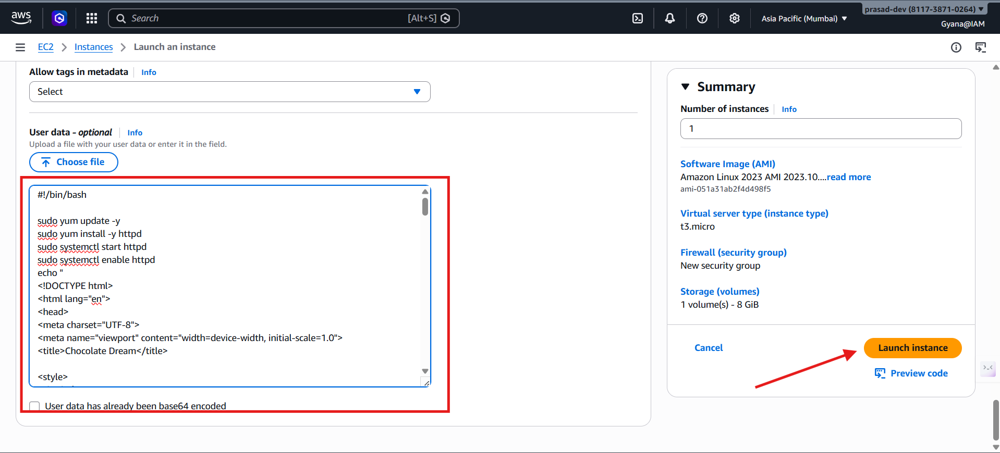 aws
Search
[Alt+S]
Asia Pacific (Mumbai)
prasad-dev (8117-3871-0264)
Gyana@IAM
EC2
Instances
Launch an instance
Allow tags in metadata
Info
Select
User data - optional
Info
Upload a file with your user data or enter it in the field.
Choose file
#!/bin/bash
sudo yum update -y
sudo yum install -y httpd
sudo systemctl start httpd
sudo systemctl enable httpd
echo "
<!DOCTYPE html>
<html lang="en">
<head>
<meta charset="UTF-8">
<meta name="viewport" content="width=device-width, initial-scale=1.0">
<title>Chocolate Dream</title>
<style>
User data has already been base64 encoded
Summary
Number of instances
Info
1
Software Image (AMI)
Amazon Linux 2023 AMI 2023.10....read more
ami-051a31ab2f4d498f5
Virtual server type (instance type)
t3.micro
Firewall (security group)
New security group
Storage (volumes)
1 volume(s) - 8 GiB
Cancel
Launch instance
Preview code